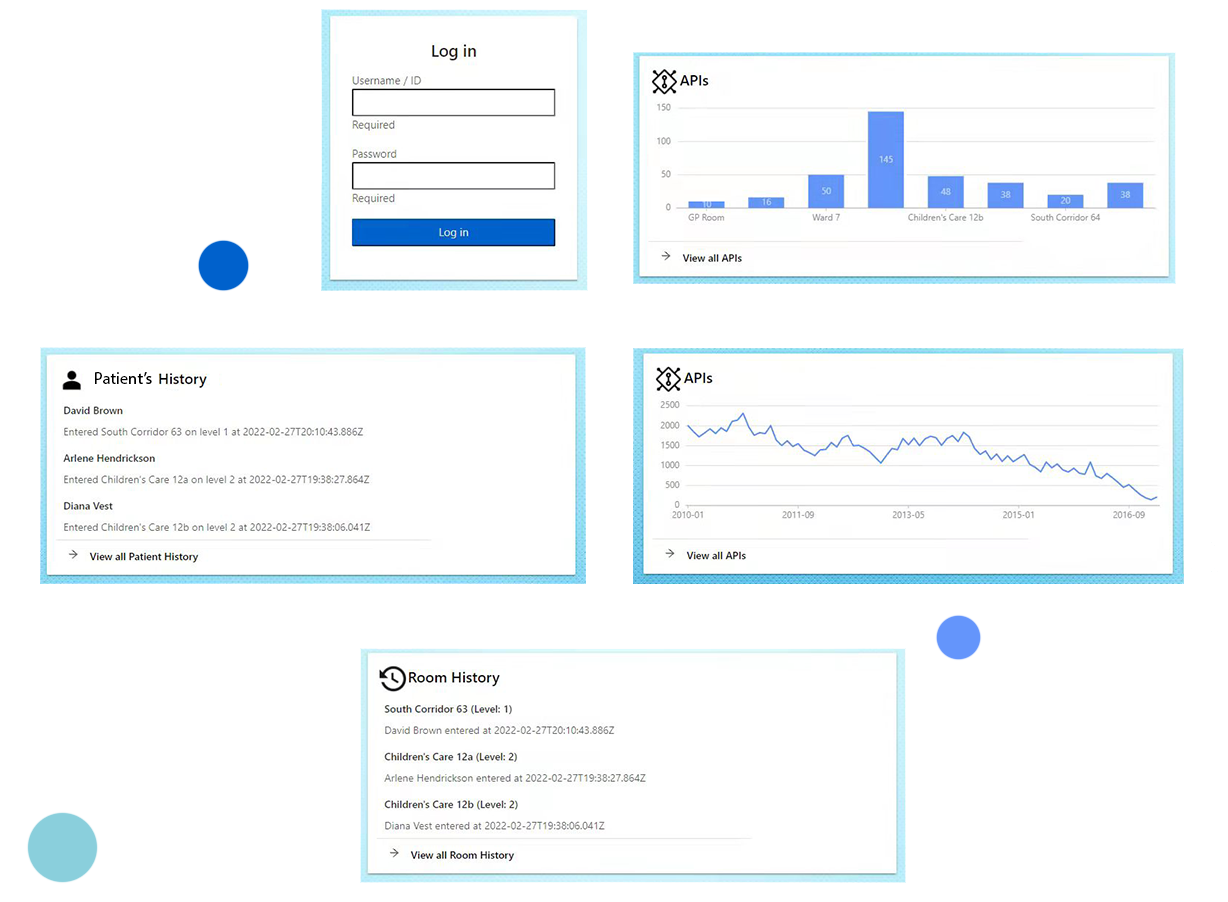 Log in
Username / ID
Required
Password
Required
Log in
APIs
150
100
50
0
10
16
50
145
48
38
20
38
GP Room
Ward 7
Children's Care 12b
South Corridor 64
View all APIs
Patient's History
David Brown
Entered South Corridor 63 on level 1 at 2022-02-27T20:10:43.886Z
Arlene Hendrickson
Entered Children's Care 12a on level 2 at 2022-02-27T19:38:27.864Z
Diana Vest
Entered Children's Care 12b on level 2 at 2022-02-27T19:38:06.041Z
View all Patient History
APIs
2500
2000
1500
1000
500
0
2010-01
2011-09
2013-05
2015-01
2016-09
View all APIs
Room History
South Corridor 63 (Level: 1)
David Brown entered at 2022-02-27T20:10:43.886Z
Children's Care 12a (Level: 2)
Arlene Hendrickson entered at 2022-02-27T19:38:27.864Z
Children's Care 12b (Level: 2)
Diana Vest entered at 2022-02-27T19:38:06.041Z
View all Room History